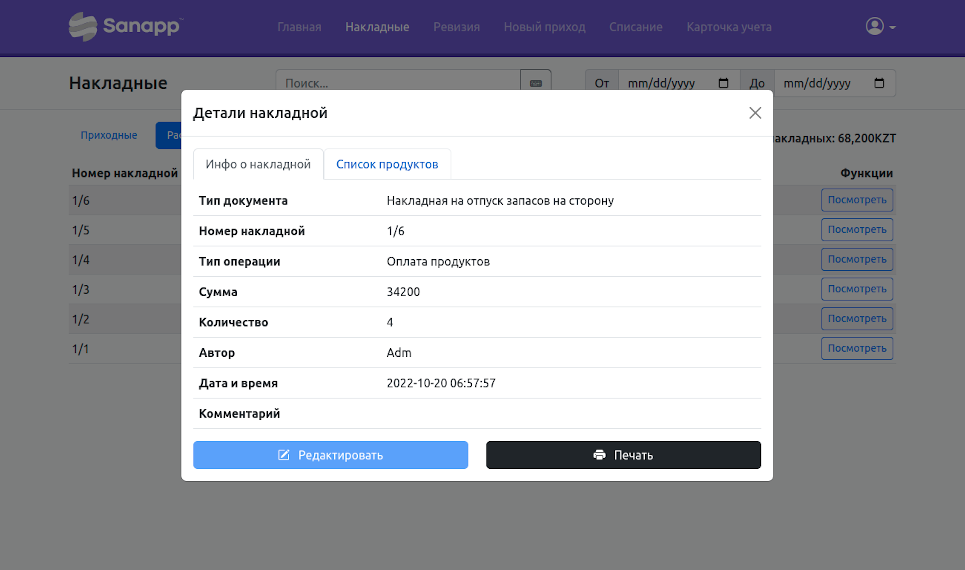 Sanapp
Главная Накладные Ревизия Новый приход Списание Карточка учета
Накладные Поиск... От mm/dd/yyyy До mm/dd/yyyy
Детали накладной
Приходные накладных: 68,200KZT
Инфо о накладной Список продуктов
Номер накладной Функции
Тип документа Накладная на отпуск запасов на сторону
1/6 Посмотреть
Номер накладной 1/6
1/5 Посмотреть
Тип операции Оплата продуктов
1/4 Посмотреть
Сумма 34200
1/3 Посмотреть
Количество 4
1/2 Посмотреть
Автор Adm
1/1 Посмотреть
Дата и время 2022-10-20 06:57:57
Комментарий
Редактировать Печать